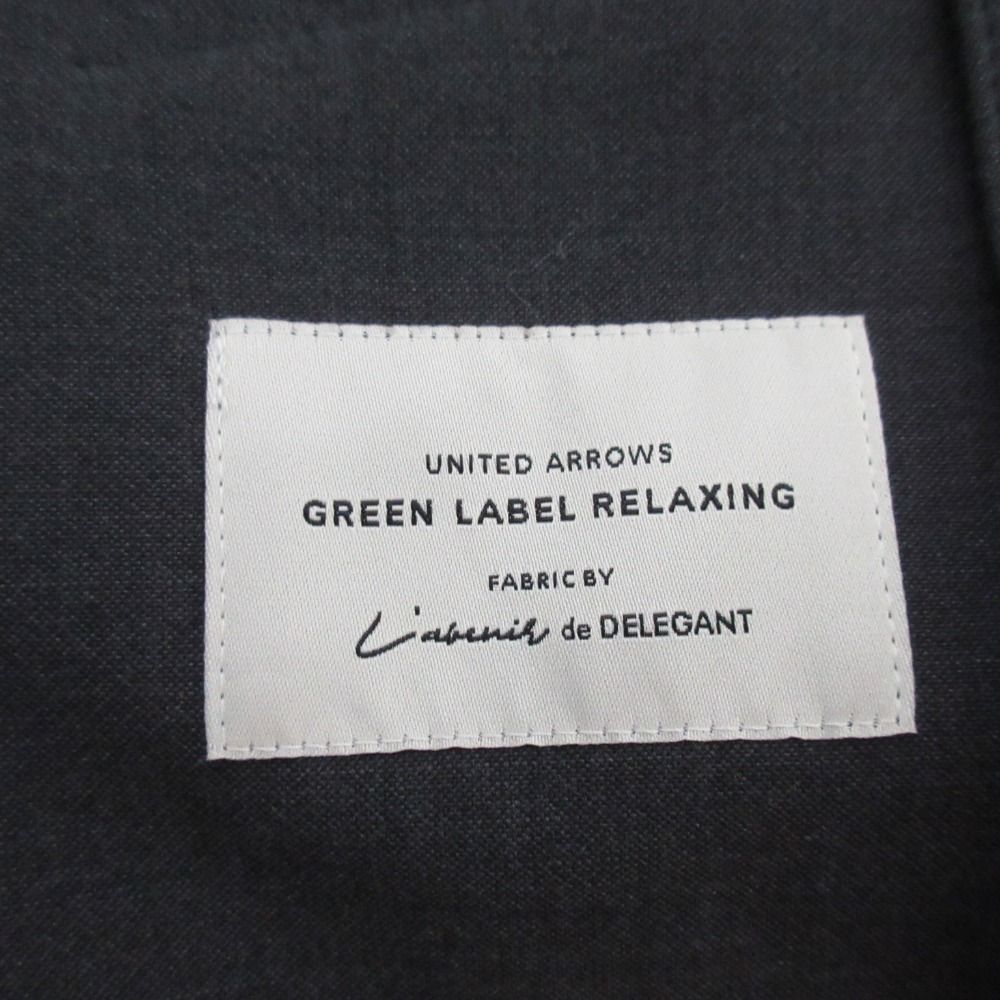 UNITED ARROWS
GREEN LABEL RELAXING
FABRIC BY
L'avenir de DELEGANT